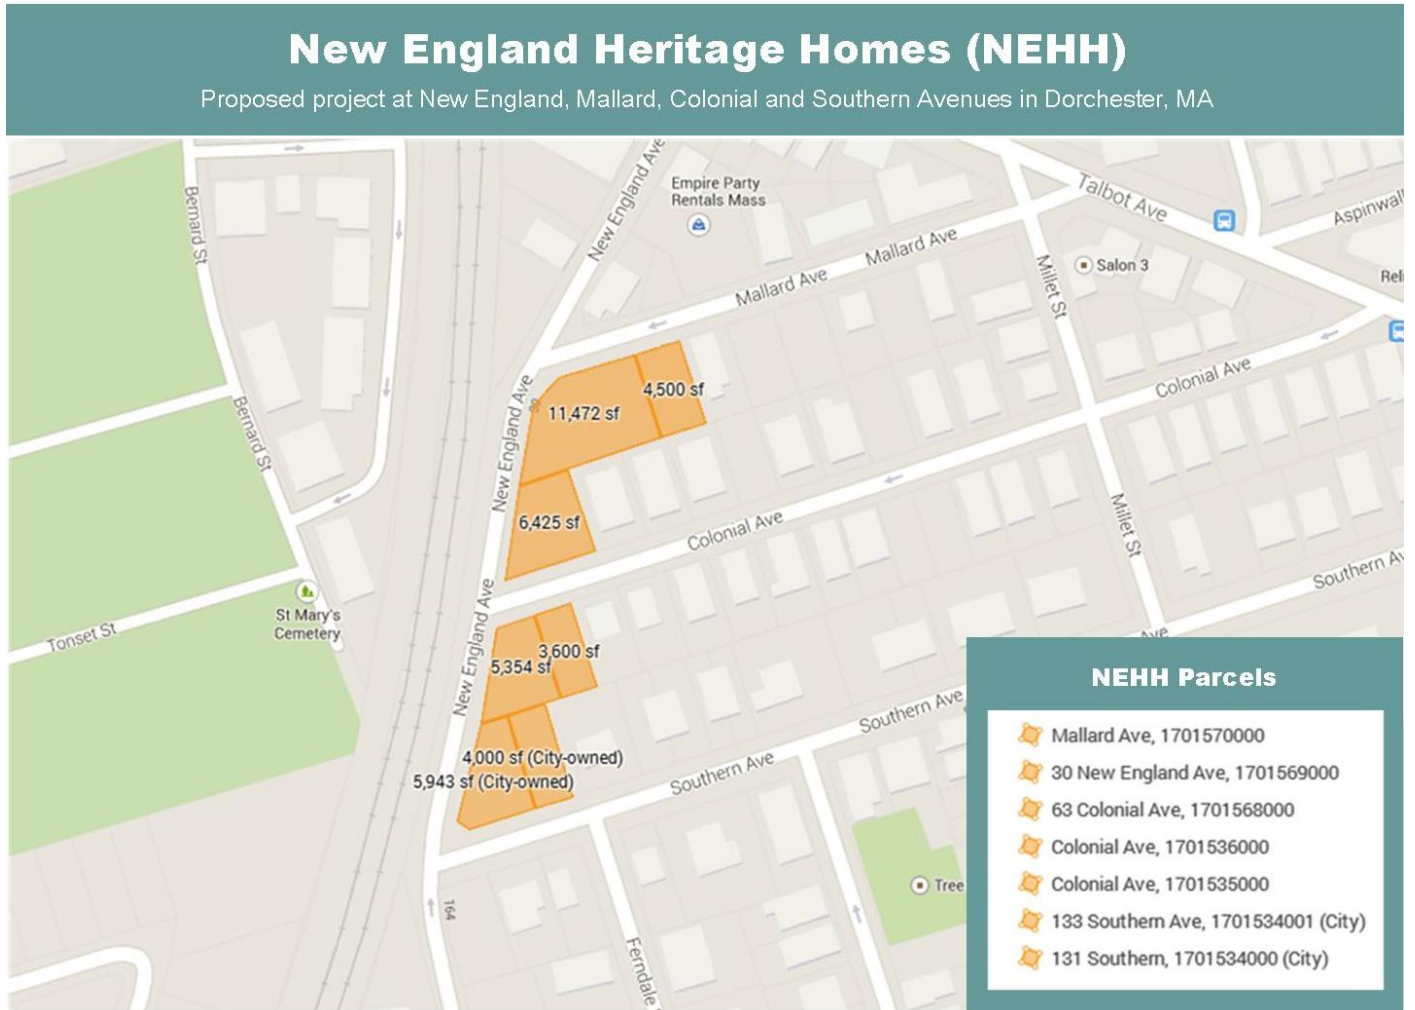 New England Heritage Homes (NEHH)
Proposed project at New England, Mallard, Colonial and Southern Avenues in Dorchester, MA
Bernard St
New England Ave
Empire Party
Rentals Mass
Talbot Ave
Aspinwall
Mallard Ave
Mallard Ave
Millet St
Salon 3
Reli
Colonial Ave
4,500 sf
11,472 sf
New England Ave
Bernard St
6,425 sf
Colonial Ave
Millet St
Southern Av
St Mary's
Cemetery
Tonset St
New England Ave
3,600 sf
5,354 sf
Ave
Southern Ave
4,000 sf (City-owned)
5,943 sf (City-owned)
Southern Ave
Tree
164
Ferndale
NEHH Parcels
Mallard Ave, 1701570000
30 New England Ave, 1701569000
63 Colonial Ave, 1701568000
Colonial Ave, 1701536000
Colonial Ave, 1701535000
133 Southern Ave, 1701534001 (City)
131 Southern, 1701534000 (City)